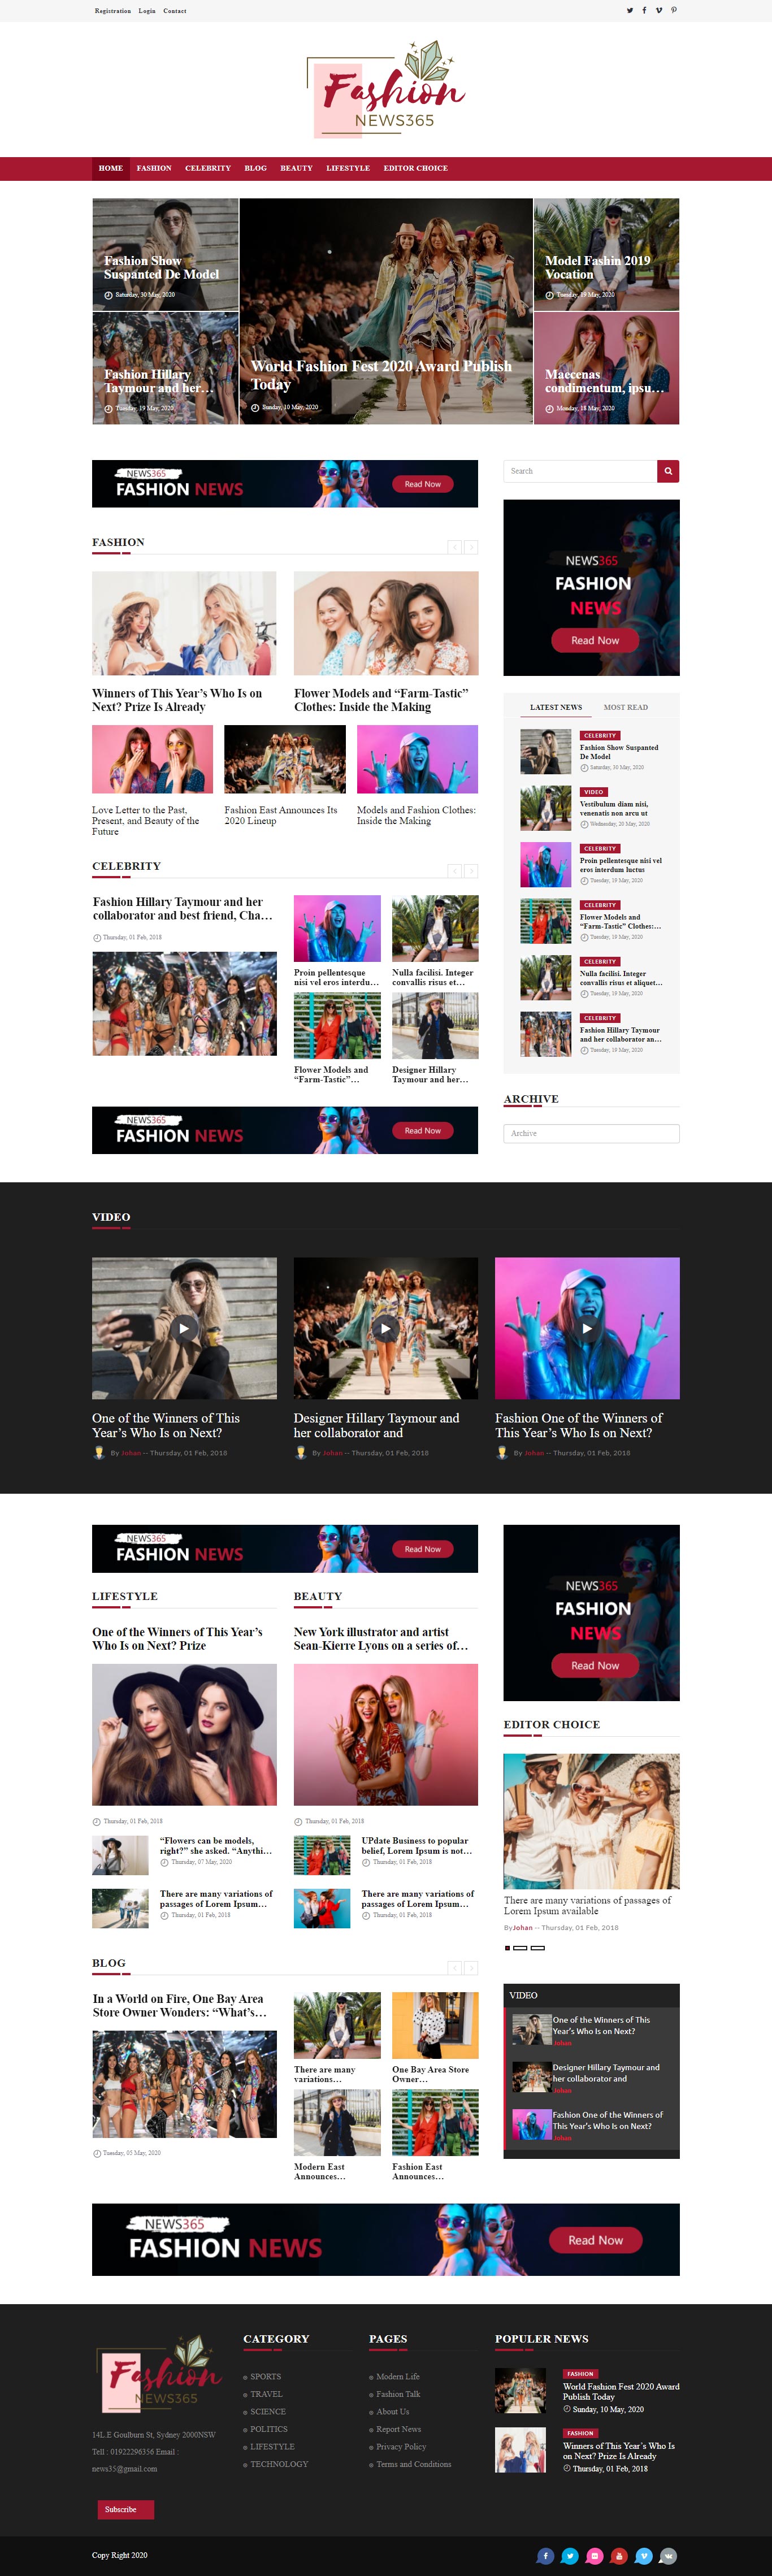 Registration Login Contact
Fashion
NEWS365
HOME FASHION CELEBRITY BLOG BEAUTY LIFESTYLE EDITOR CHOICE
Fashion Show
Suspanted De Model
Saturday, 30 May, 2020
Fashion Hillary
Taymour and her…
Tuesday, 19 May, 2020
World Fashion Fest 2020 Award Publish
Today
Sunday, 10 May, 2020
Model Fashin 2019
Vocation
Tuesday, 19 May, 2020
Maecenas
condimentum, ipsu…
Monday, 18 May, 2020
NEWS365
FASHION NEWS
Read Now
Search
NEWS365
FASHION
NEWS
Read Now
FASHION
Winners of This Year’s Who Is on
Next? Prize Is Already
Flower Models and “Farm-Tastic”
Clothes: Inside the Making
Love Letter to the Past,
Present, and Beauty of the
Future
Fashion East Announces Its
2020 Lineup
Models and Fashion Clothes:
Inside the Making
LATEST NEWS MOST READ
CELEBRITY
Fashion Show Suspanted
De Model
Saturday, 30 May, 2020
VIDEO
Vestibulum diam nisi,
venenatis non arcu ut
Wednesday, 20 May, 2020
CELEBRITY
Proin pellentesque nisi vel
eros interdum luctus
Tuesday, 19 May, 2020
CELEBRITY
Flower Models and
“Farm-Tastic” Clothes:…
Tuesday, 19 May, 2020
CELEBRITY
Nulla facilisi. Integer
convallis risus et aliquet…
Tuesday, 19 May, 2020
CELEBRITY
Fashion Hillary Taymour
and her collaborator an…
Tuesday, 19 May, 2020
CELEBRITY
Fashion Hillary Taymour and her
collaborator and best friend, Cha…
Thursday, 01 Feb, 2018
Proin pellentesque
nisi vel eros interdu…
Nulla facilisi. Integer
convallis risus et…
Flower Models and
“Farm-Tastic”…
Designer Hillary
Taymour and her…
ARCHIVE
Archive
NEWS365
FASHION NEWS
Read Now
VIDEO
One of the Winners of This
Year’s Who Is on Next?
By Johan -- Thursday, 01 Feb, 2018
Designer Hillary Taymour and
her collaborator and
By Johan -- Thursday, 01 Feb, 2018
Fashion One of the Winners of
This Year’s Who Is on Next?
By Johan -- Thursday, 01 Feb, 2018
NEWS365
FASHION NEWS
Read Now
NEWS365
FASHION
NEWS
Read Now
LIFESTYLE
One of the Winners of This Year’s
Who Is on Next? Prize
Thursday, 01 Feb, 2018
“Flowers can be models,
right?” she asked. “Anythi…
Thursday, 07 May, 2020
There are many variations of
passages of Lorem Ipsum…
Thursday, 01 Feb, 2018
BEAUTY
New York illustrator and artist
Sean-Kierre Lyons on a series of…
Thursday, 01 Feb, 2018
UPdate Business to popular
belief, Lorem Ipsum is not…
Thursday, 01 Feb, 2018
There are many variations of
passages of Lorem Ipsum…
Thursday, 01 Feb, 2018
EDITOR CHOICE
There are many variations of passages of
Lorem Ipsum available
ByJohan -- Thursday, 01 Feb, 2018
BLOG
In a World on Fire, One Bay Area
Store Owner Wonders: “What’s…
Tuesday, 05 May, 2020
There are many
variations…
One Bay Area Store
Owner…
Modern East
Announces…
Fashion East
Announces…
VIDEO
One of the Winners of This
Year’s Who Is on Next?
Johan
Designer Hillary Taymour and
her collaborator and
Johan
Fashion One of the Winners of
This Year’s Who Is on Next?
Johan
NEWS365
FASHION NEWS
Read Now
Fashion
NEWS365
14L.E Goulburn St, Sydney 2000NSW
Tell : 01922296356 Email :
news35@gmail.com
Subscribe
CATEGORY
SPORTS
TRAVEL
SCIENCE
POLITICS
LIFESTYLE
TECHNOLOGY
PAGES
Modern Life
Fashion Talk
About Us
Report News
Privacy Policy
Terms and Conditions
POPULER NEWS
FASHION
World Fashion Fest 2020 Award
Publish Today
Sunday, 10 May, 2020
FASHION
Winners of This Year’s Who Is
on Next? Prize Is Already
Thursday, 01 Feb, 2018
Copy Right 2020